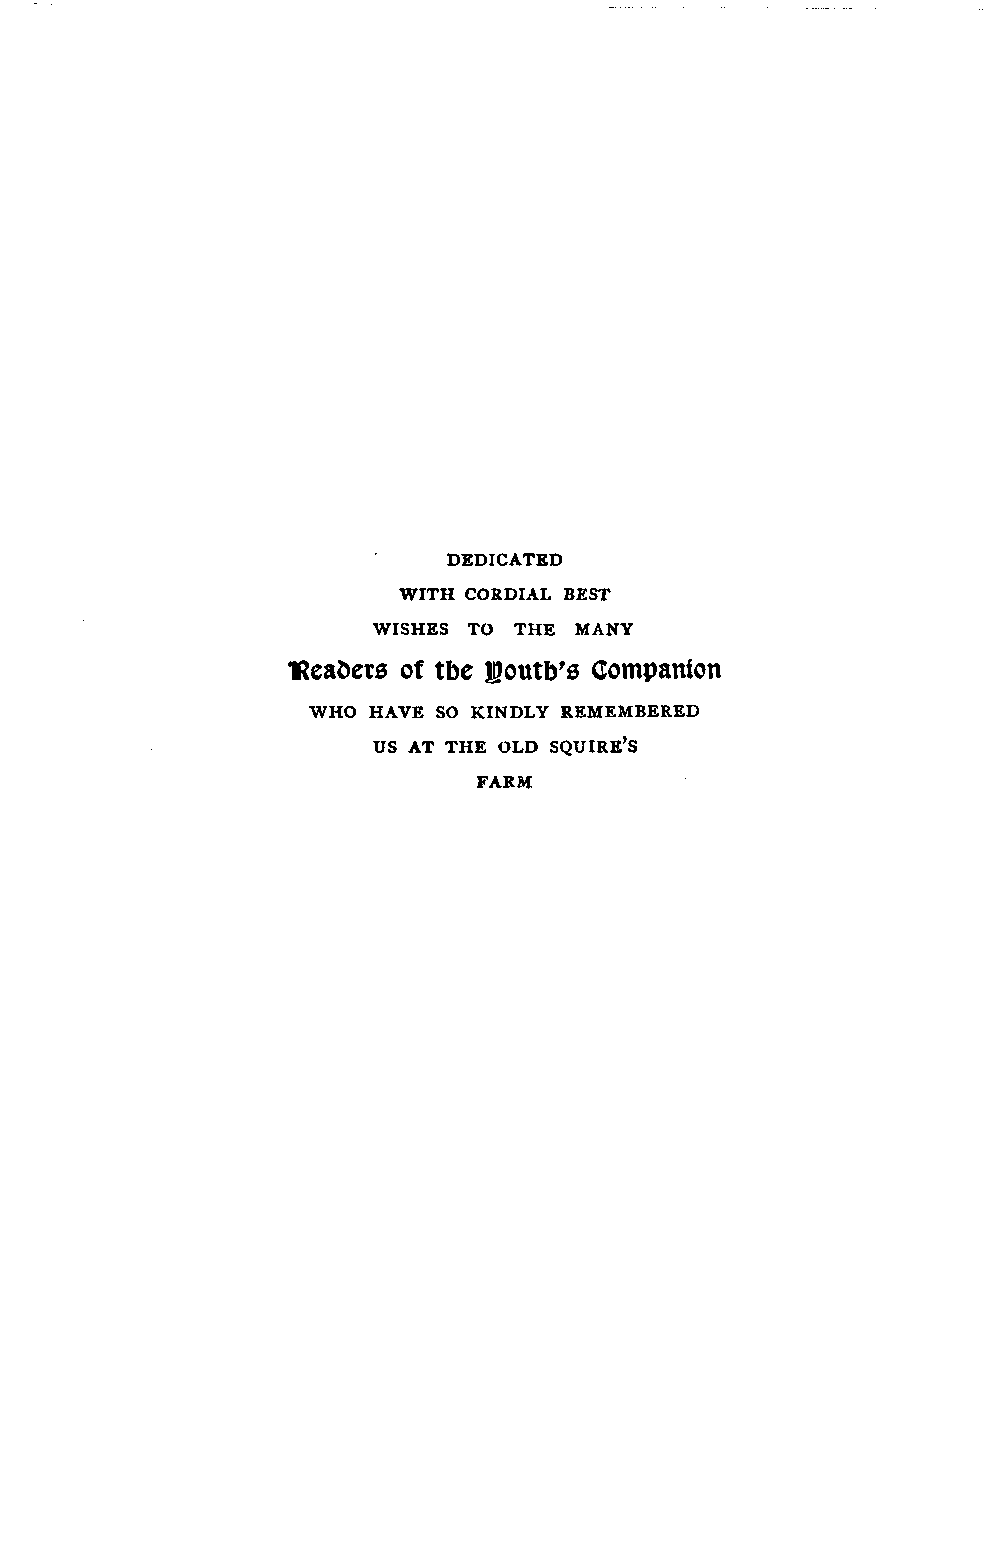 DEDICATED
WITH CORDIAL BEST
WISHES TO THE MANY
Readers of the Youth's Companion
WHO HAVE SO KINDLY REMEMBERED
US AT THE OLD SQUIRE'S
FARM